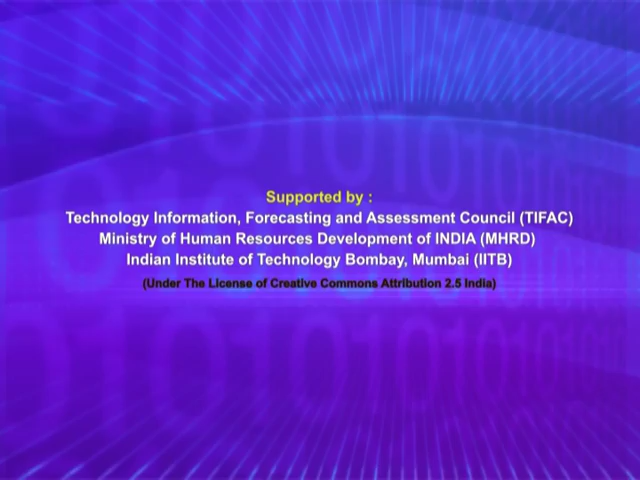 Supported by :
Technology Information, Forecasting and Assessment Council (TIFAC)
Ministry of Human Resources Development of INDIA (MHRD)
Indian Institute of Technology Bombay, Mumbai (IITB)
(Under The License of Creative Commons Attribution 2.5 India)